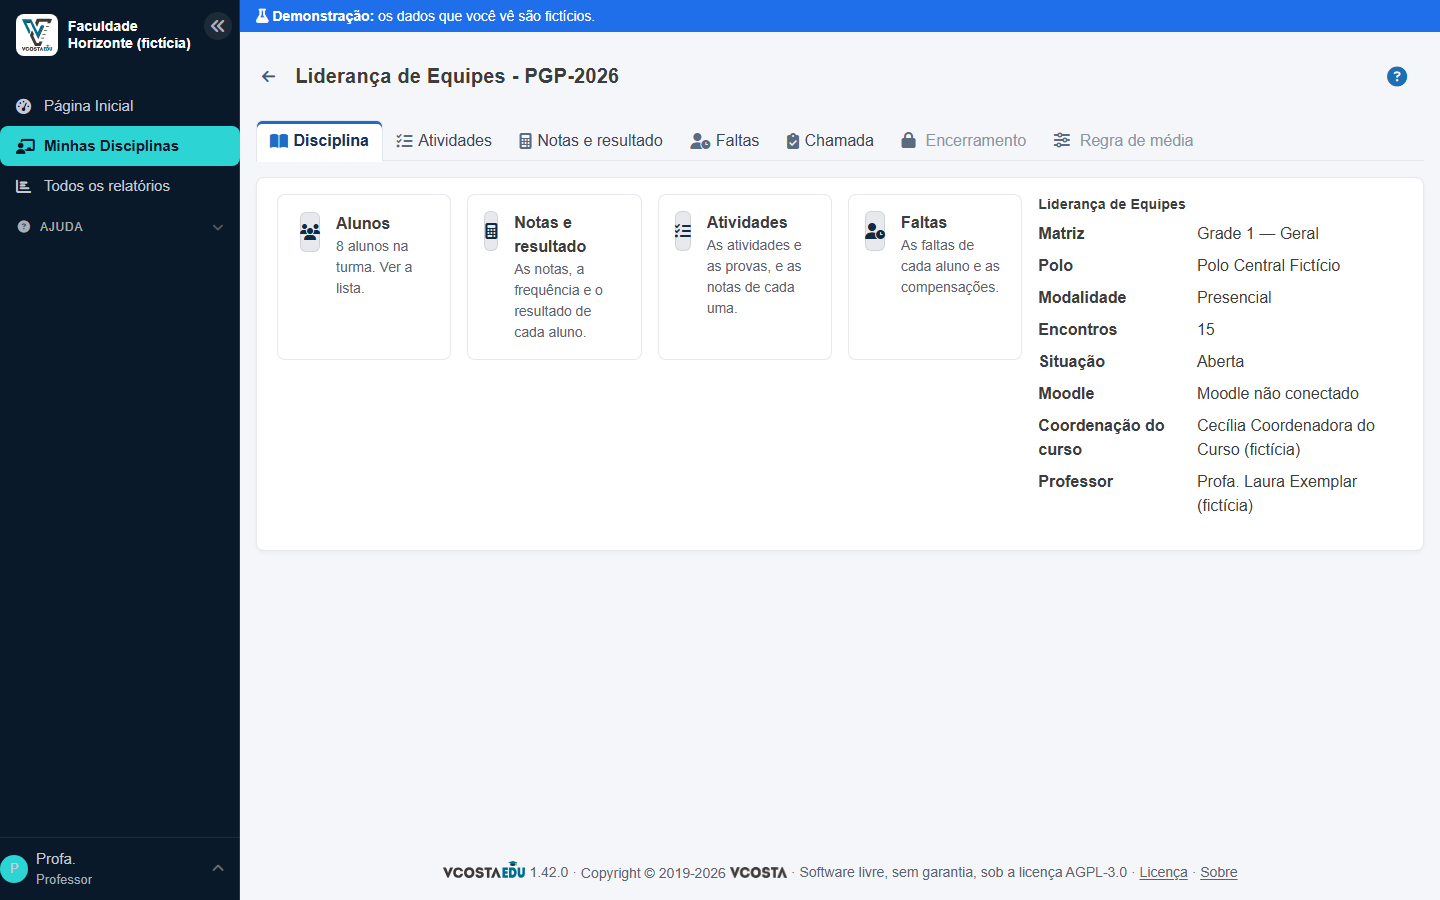 Faculdade
Horizonte (fictícia)
VCOSTAEDU
Página Inicial
Minhas Disciplinas
Todos os relatórios
AJUDA
P
Profa.
Professor
Demonstração: os dados que você vê são fictícios.
Liderança de Equipes - PGP-2026
?
Disciplina
Atividades
Notas e resultado
Faltas
Chamada
Encerramento
Regra de média
Alunos
8 alunos na
turma. Ver a
lista.
Notas e
resultado
As notas, a
frequência e o
resultado de
cada aluno.
Atividades
As atividades e
as provas, e as
notas de cada
uma.
Faltas
As faltas de
cada aluno e as
compensações.
Liderança de Equipes
Matriz Grade 1 — Geral
Polo Polo Central Fictício
Modalidade Presencial
Encontros 15
Situação Aberta
Moodle Moodle não conectado
Coordenação do Cecília Coordenadora do
curso Curso (fictícia)
Professor Profa. Laura Exemplar
(fictícia)
VCOSTAEDU 1.42.0 · Copyright © 2019-2026 VCOSTA · Software livre, sem garantia, sob a licença AGPL-3.0 · Licença · Sobre